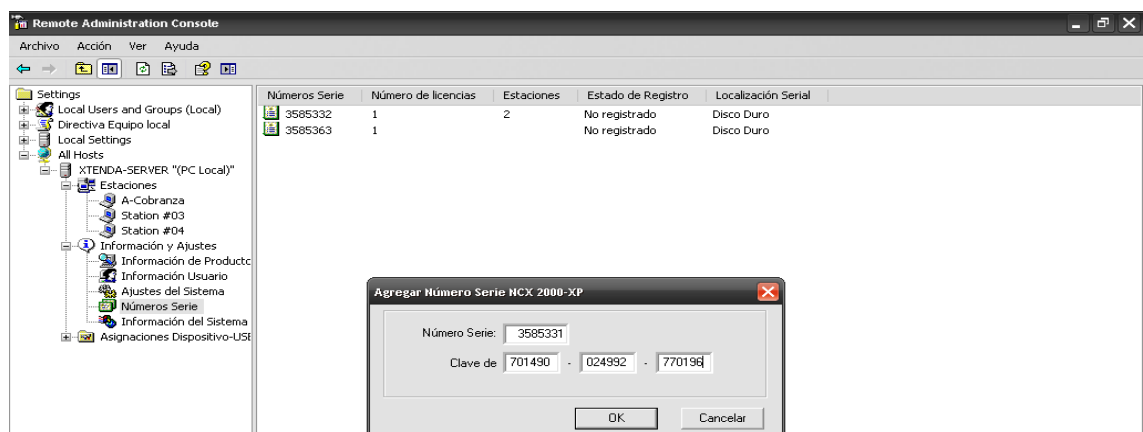 Remote Administration Console
Archivo Acción Ver Ayuda
Settings
Local Users and Groups (Local)
Directiva Equipo local
Local Settings
All Hosts
XTENDA-SERVER "(PC Local)"
Estaciones
A-Cobranza
Station #03
Station #04
Información y Ajustes
Información de Producto
Información Usuario
Ajustes del Sistema
Números Serie
Información del Sistema
Asignaciones Dispositivo-USB
Números Serie Número de licencias Estaciones Estado de Registro Localización Serial
3585332 1 2 No registrado Disco Duro
3585363 1 No registrado Disco Duro
Agregar Número Serie NCX 2000-XP
Número Serie: 3585331
Clave de 701490 - 024992 - 770196
OK Cancelar